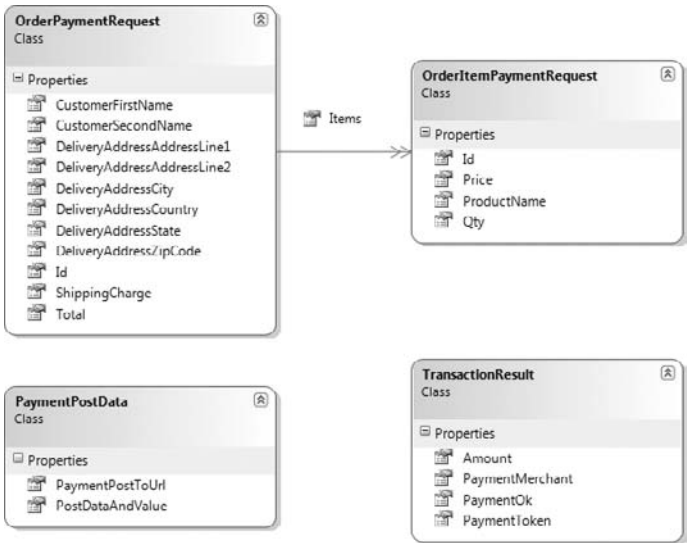 OrderPaymentRequest
Class
Properties
CustomerFirstName
CustomerSecondName
DeliveryAddressAddressLine1
DeliveryAddressAddressLine2
DeliveryAddressCity
DeliveryAddressCountry
DeliveryAddressState
DeliveryAddressZipCode
Id
ShippingCharge
Total
Items
OrderItemPaymentRequest
Class
Properties
Id
Price
ProductName
Qty
PaymentPostData
Class
Properties
PaymentPostToUrl
PostDataAndValue
TransactionResult
Class
Properties
Amount
PaymentMerchant
PaymentOk
PaymentToken